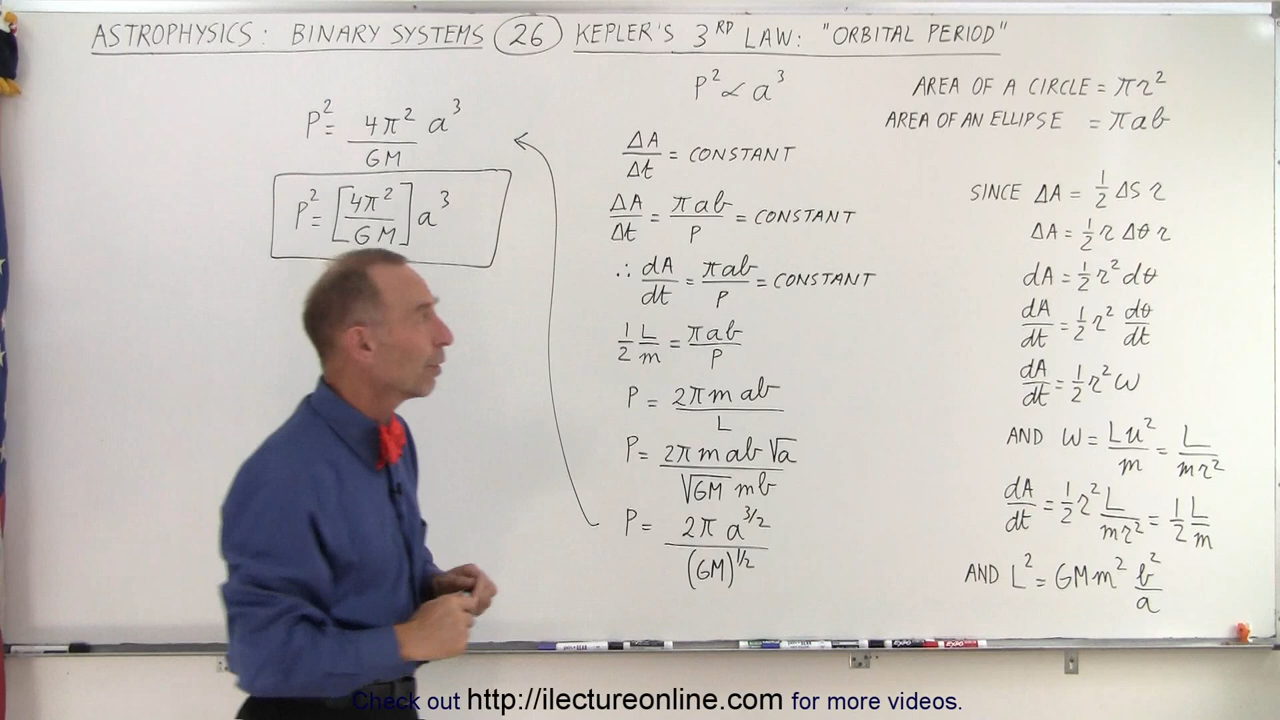 ASTROPHYSICS: BINARY SYSTEMS 26 KEPLER'S 3RD LAW: "ORBITAL PERIOD"
P² = 4π²/GM a³
P² = [4π²/GM] a³
P² ∝ a³
ΔA/Δt = CONSTANT
ΔA/Δt = πab/P = CONSTANT
∴ dA/dt = πab/P = CONSTANT
1/2 L/m = πab/P
P = 2πmab/L
P = 2πmab√a / √GM mb
P = 2πa^3/2 / (GM)^1/2
AREA OF A CIRCLE = πr²
AREA OF AN ELLIPSE = πab
SINCE ΔA = 1/2 ΔS r
ΔA = 1/2 r Δθ r
dA = 1/2 r² dθ
dA/dt = 1/2 r² dθ/dt
dA/dt = 1/2 r² ω
AND ω = Lu²/m = L/mr²
dA/dt = 1/2 r² L/mr² = 1/2 L/m
AND L² = GMm² b²/a
Check out http://ilectureonline.com for more videos.